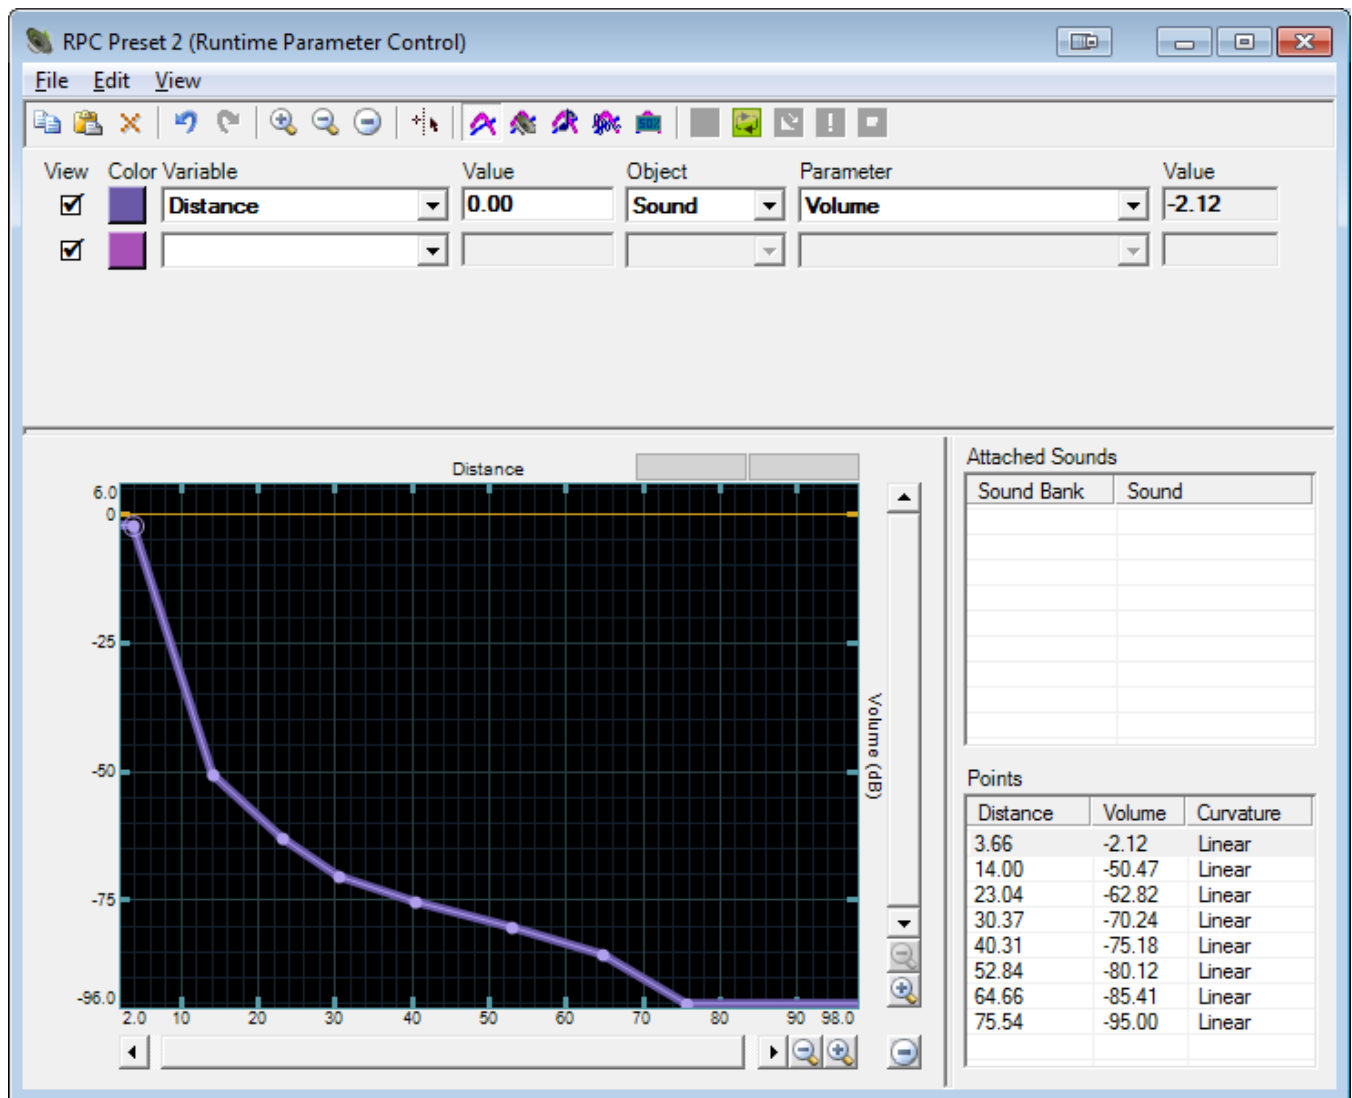 RPC Preset 2 (Runtime Parameter Control)
File Edit View
View Color Variable Value Object Parameter Value
Distance 0.00 Sound Volume -2.12
Distance
6.0
0
-25
-50
-75
-96.0
2.0 10 20 30 40 50 60 70 80 90 98.0
Volume (dB)
Attached Sounds
Sound Bank Sound
Points
Distance Volume Curvature
3.66 -2.12 Linear
14.00 -50.47 Linear
23.04 -62.82 Linear
30.37 -70.24 Linear
40.31 -75.18 Linear
52.84 -80.12 Linear
64.66 -85.41 Linear
75.54 -95.00 Linear